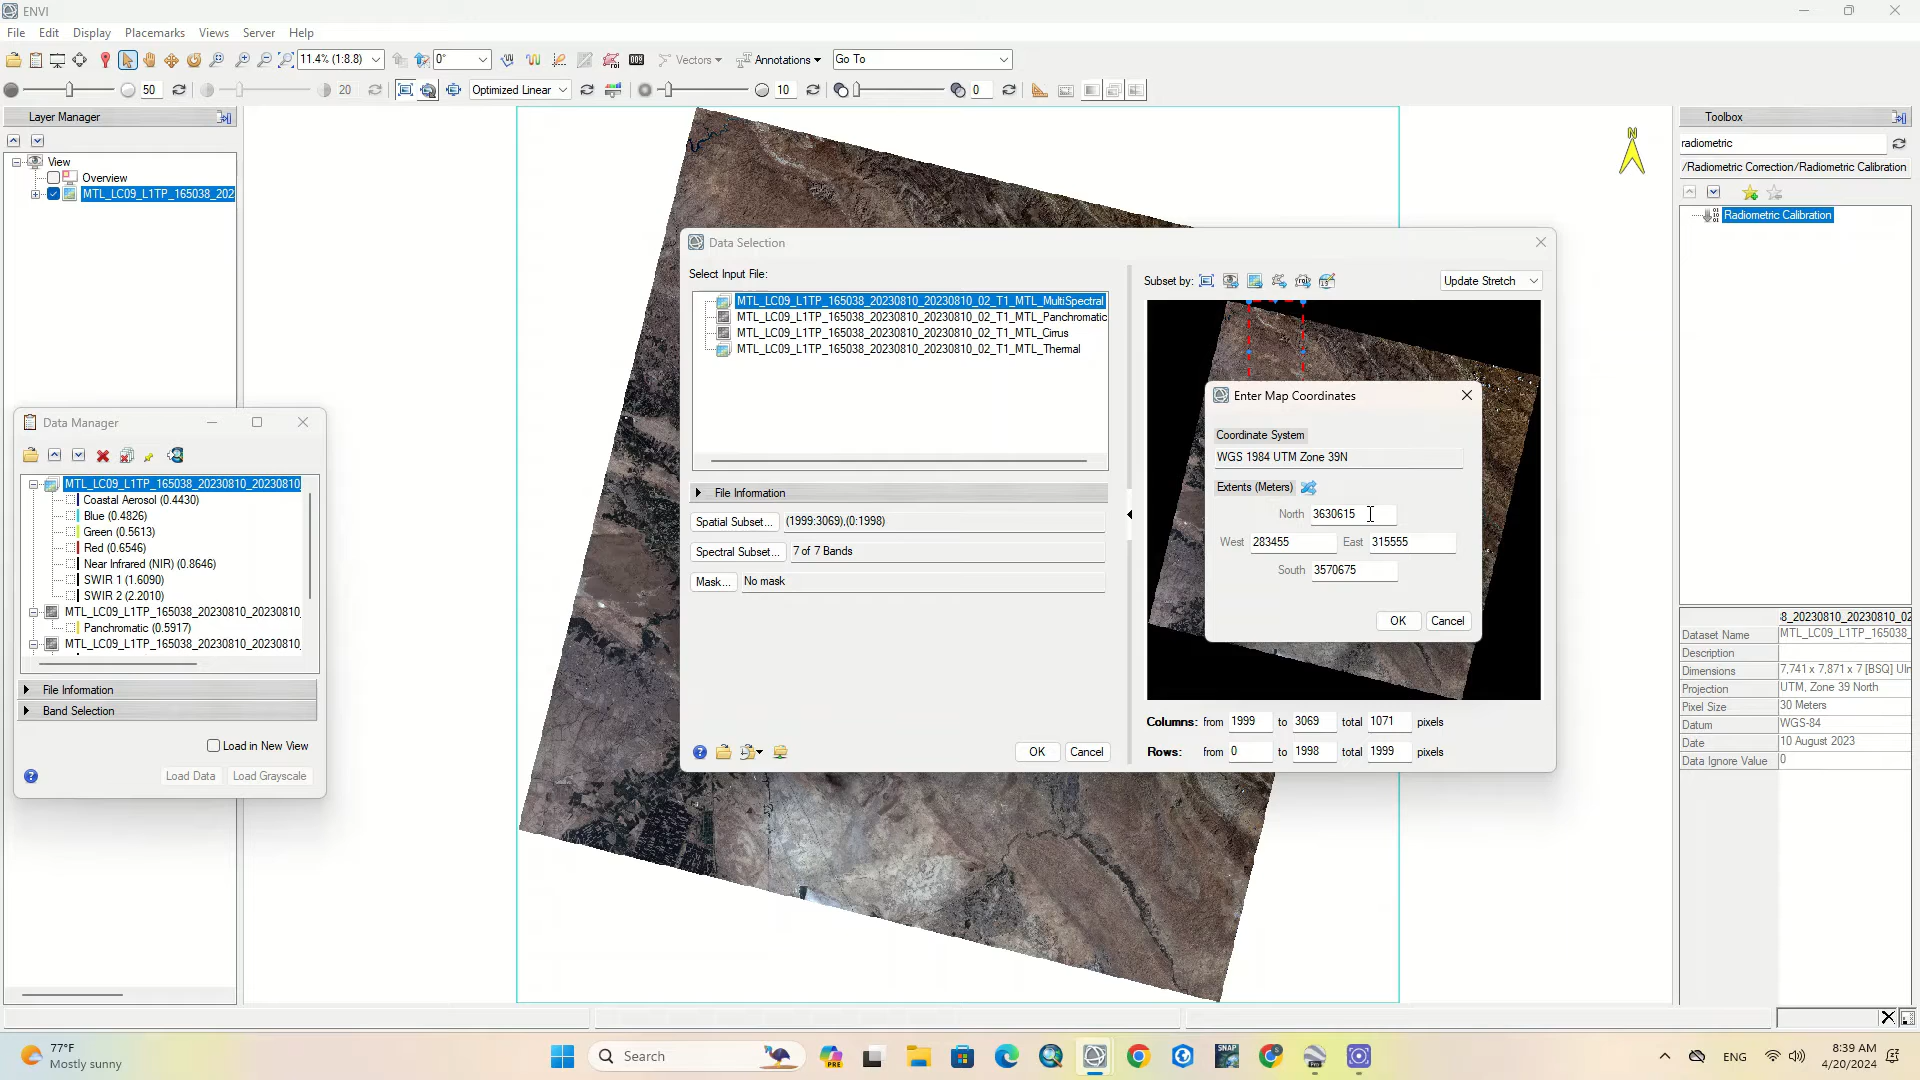 ENVI
File Edit Display Placemarks Views Server Help
11.4% (1:8.8) 0° Vectors Annotations Go To
50 20 Optimized Linear 10 0
Layer Manager
View
Overview
MTL_LC09_L1TP_165038_202
Data Manager
MTL_LC09_L1TP_165038_20230810_20230810
Coastal Aerosol (0.4430)
Blue (0.4826)
Green (0.5613)
Red (0.6546)
Near Infrared (NIR) (0.8646)
SWIR 1 (1.6090)
SWIR 2 (2.2010)
MTL_LC09_L1TP_165038_20230810_20230810
Panchromatic (0.5917)
MTL_LC09_L1TP_165038_20230810_20230810
File Information
Band Selection
Load in New View
Load Data Load Grayscale
Data Selection
Select Input File:
MTL_LC09_L1TP_165038_20230810_20230810_02_T1_MTL_MultiSpectral
MTL_LC09_L1TP_165038_20230810_20230810_02_T1_MTL_Panchromatic
MTL_LC09_L1TP_165038_20230810_20230810_02_T1_MTL_Cirrus
MTL_LC09_L1TP_165038_20230810_20230810_02_T1_MTL_Thermal
File Information
Spatial Subset... (1999:3069),(0:1998)
Spectral Subset... 7 of 7 Bands
Mask... No mask
OK Cancel
Subset by: Update Stretch
Enter Map Coordinates
Coordinate System
WGS 1984 UTM Zone 39N
Extents (Meters)
North 3630615
West 283455 East 315555
South 3570675
OK Cancel
Columns: from 1999 to 3069 total 1071 pixels
Rows: from 0 to 1998 total 1999 pixels
N
Toolbox
radiometric
/Radiometric Correction/Radiometric Calibration
Radiometric Calibration
8_20230810_20230810_02
Dataset Name MTL_LC09_L1TP_165038_
Description
Dimensions 7,741 x 7,871 x 7 [BSQ] UIn
Projection UTM, Zone 39 North
Pixel Size 30 Meters
Datum WGS-84
Date 10 August 2023
Data Ignore Value 0
77°F
Mostly sunny
Search
PRE
SNAP
ENG
8:39 AM
4/20/2024